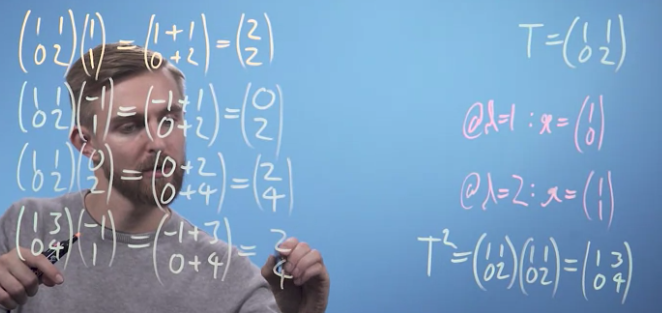 (1 1 0 2)(1 1) = (1+1 0+2) = (2 2)
(1 1 0 2)(-1 1) = (-1+1 0+2) = (0 2)
(1 1 0 2)(0 2) = (0+2 0+4) = (2 4)
(1 3 0 4)(-1 1) = (-1+3 0+4) = 2 4
T = (1 1 0 2)
@λ=1 : x = (1 0)
@λ=2 : x = (1 1)
T² = (1 1 0 2)(1 1 0 2) = (1 3 0 4)